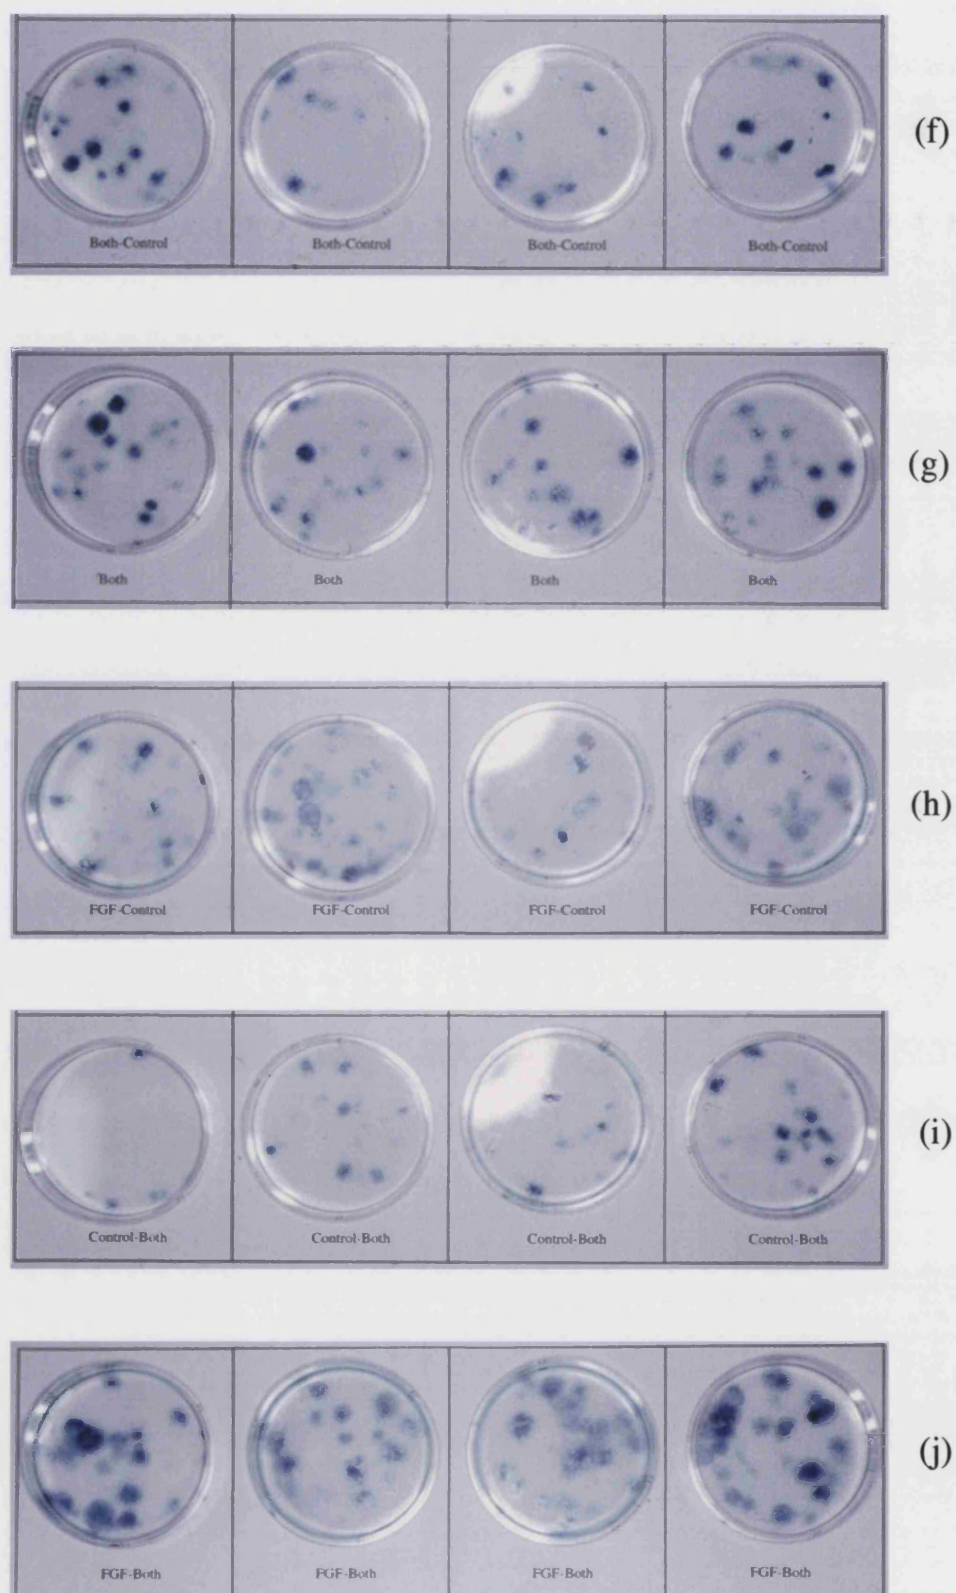 (f)
Both-Control Both-Control Both-Control Both-Control
(g)
Both Both Both Both
(h)
FGF-Control FGF-Control FGF-Control FGF-Control
(i)
Control-Both Control-Both Control-Both Control-Both
(j)
FGF-Both FGF-Both FGF-Both FGF-Both